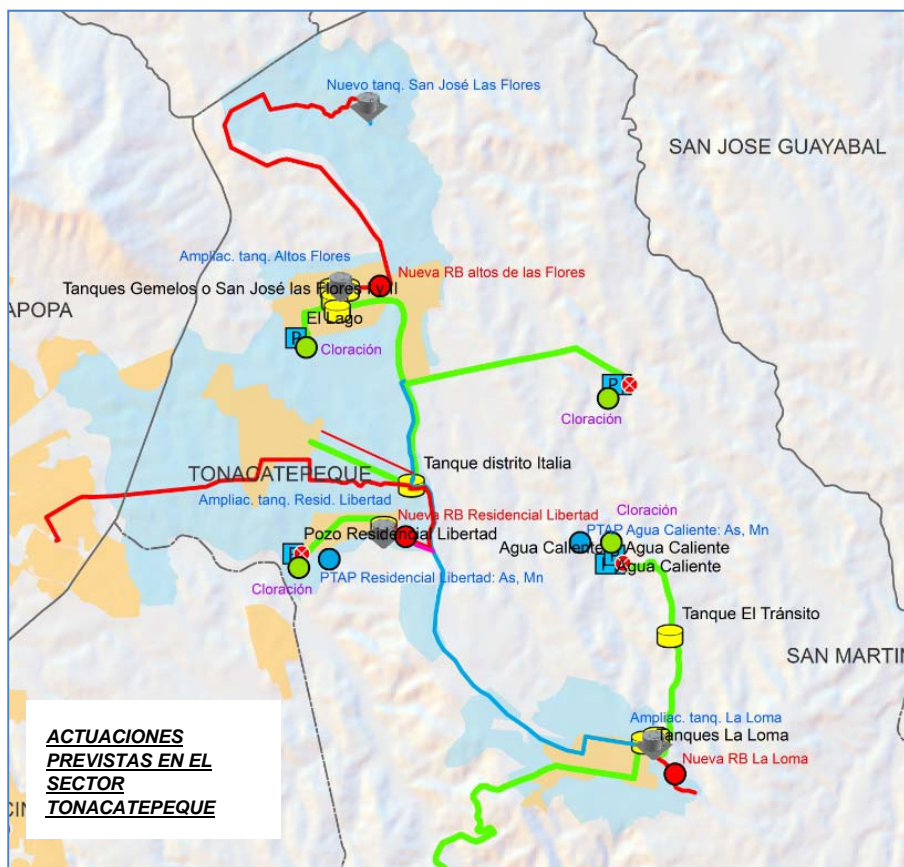 Nuevo tanq. San José Las Flores
SAN JOSE GUAYABAL
Ampliac. tanq. Altos Flores
Nueva RB altos de las Flores
Tanques Gemelos o San José las Flores I y II
APOPA
El Lago
P
Cloración
P
Cloración
Tanque distrito Italia
TONACATEPEQUE
Ampliac. tanq. Resid. Libertad
Nueva RB Residencial Libertad
Cloración
Pozo Residencial Libertad
PTAP Agua Caliente: As, Mn
Agua Caliente
Agua Caliente
Agua Caliente
PTAP Residencial Libertad: As, Mn
Cloración
Tanque El Tránsito
SAN MARTIN
Ampliac. tanq. La Loma
Tanques La Loma
Nueva RB La Loma
ACTUACIONES
PREVISTAS EN EL
SECTOR
TONACATEPEQUE